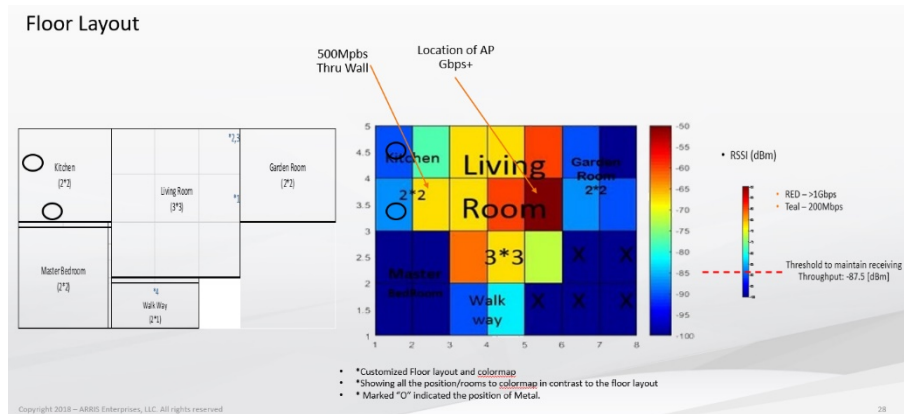 Floor Layout
500Mpbs
Thru Wall
Location of AP
Gbps+
Kitchen
(2*2)
*2,3
Living Room
(3*3)
*1
Garden Room
(2*2)
Master Bedroom
(2*2)
*4
Walk Way
(2*1)
5
4.5
4
3.5
3
2.5
2
1.5
1
1
2
3
4
5
6
7
8
Kitchen
2*2
Living
Room
3*3
Garden
Room
2*2
Master
Bedroom
Walk
way
X
X
X
X
X
X
-50
-55
-60
-65
-70
-75
-80
-85
-90
-95
-100
• RSSI (dBm)
• RED – >1Gbps
• Teal – 200Mbps
Threshold to maintain receiving
Throughput: -87.5 [dBm]
• *Customized Floor layout and colormap
• *Showing all the position/rooms to colormap in contrast to the floor layout
• * Marked "O" indicated the position of Metal.
Copyright 2018 – ARRIS Enterprises, LLC. All rights reserved
28